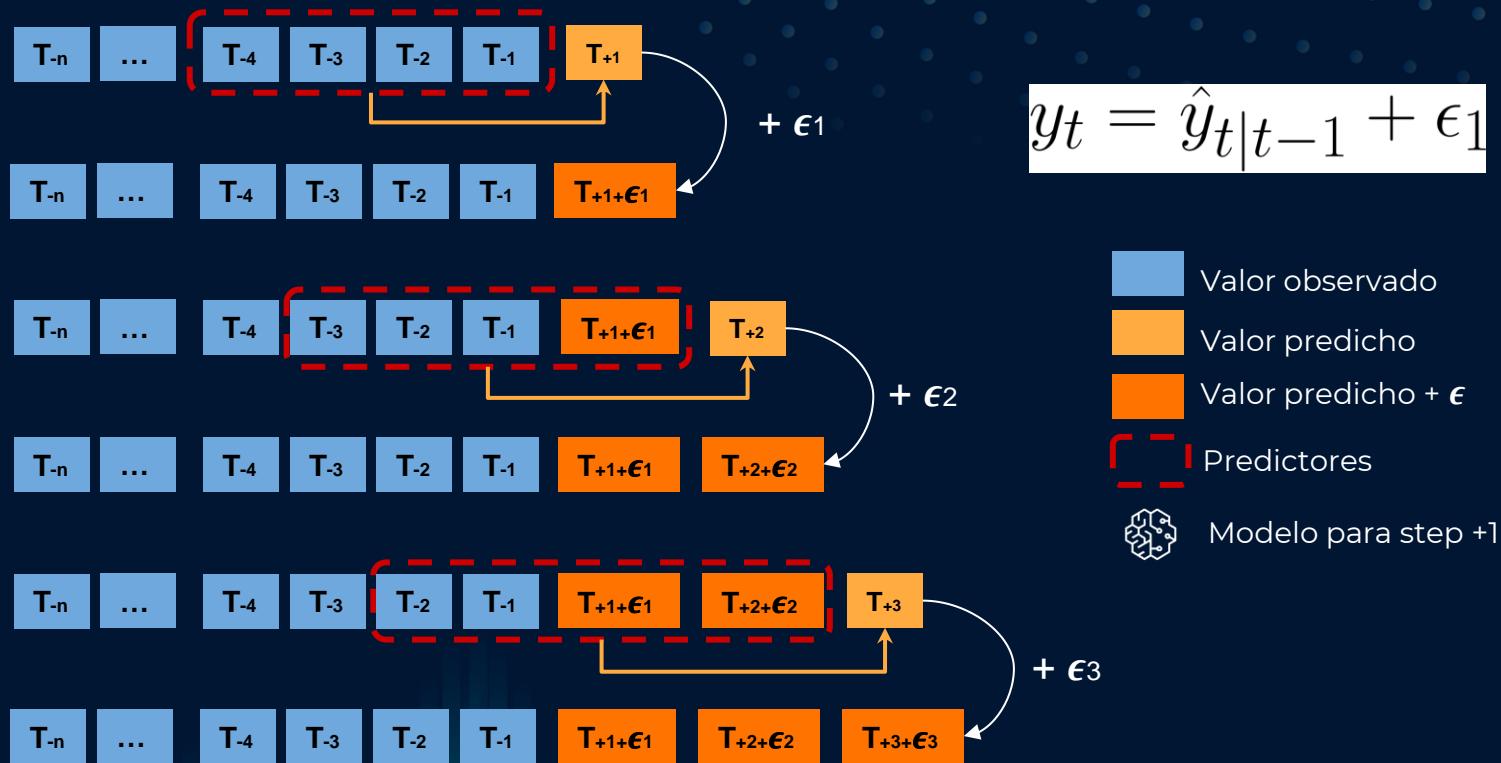 T-n ... T-4 T-3 T-2 T-1 T+1
+ ϵ1
yt = ŷt|t−1 + ϵ1
T-n ... T-4 T-3 T-2 T-1 T+1+ϵ1
Valor observado
T-n ... T-4 T-3 T-2 T-1 T+1+ϵ1 T+2
Valor predicho
+ ϵ2
Valor predicho + ϵ
T-n ... T-4 T-3 T-2 T-1 T+1+ϵ1 T+2+ϵ2
Predictores
Modelo para step +1
T-n ... T-4 T-3 T-2 T-1 T+1+ϵ1 T+2+ϵ2 T+3
+ ϵ3
T-n ... T-4 T-3 T-2 T-1 T+1+ϵ1 T+2+ϵ2 T+3+ϵ3